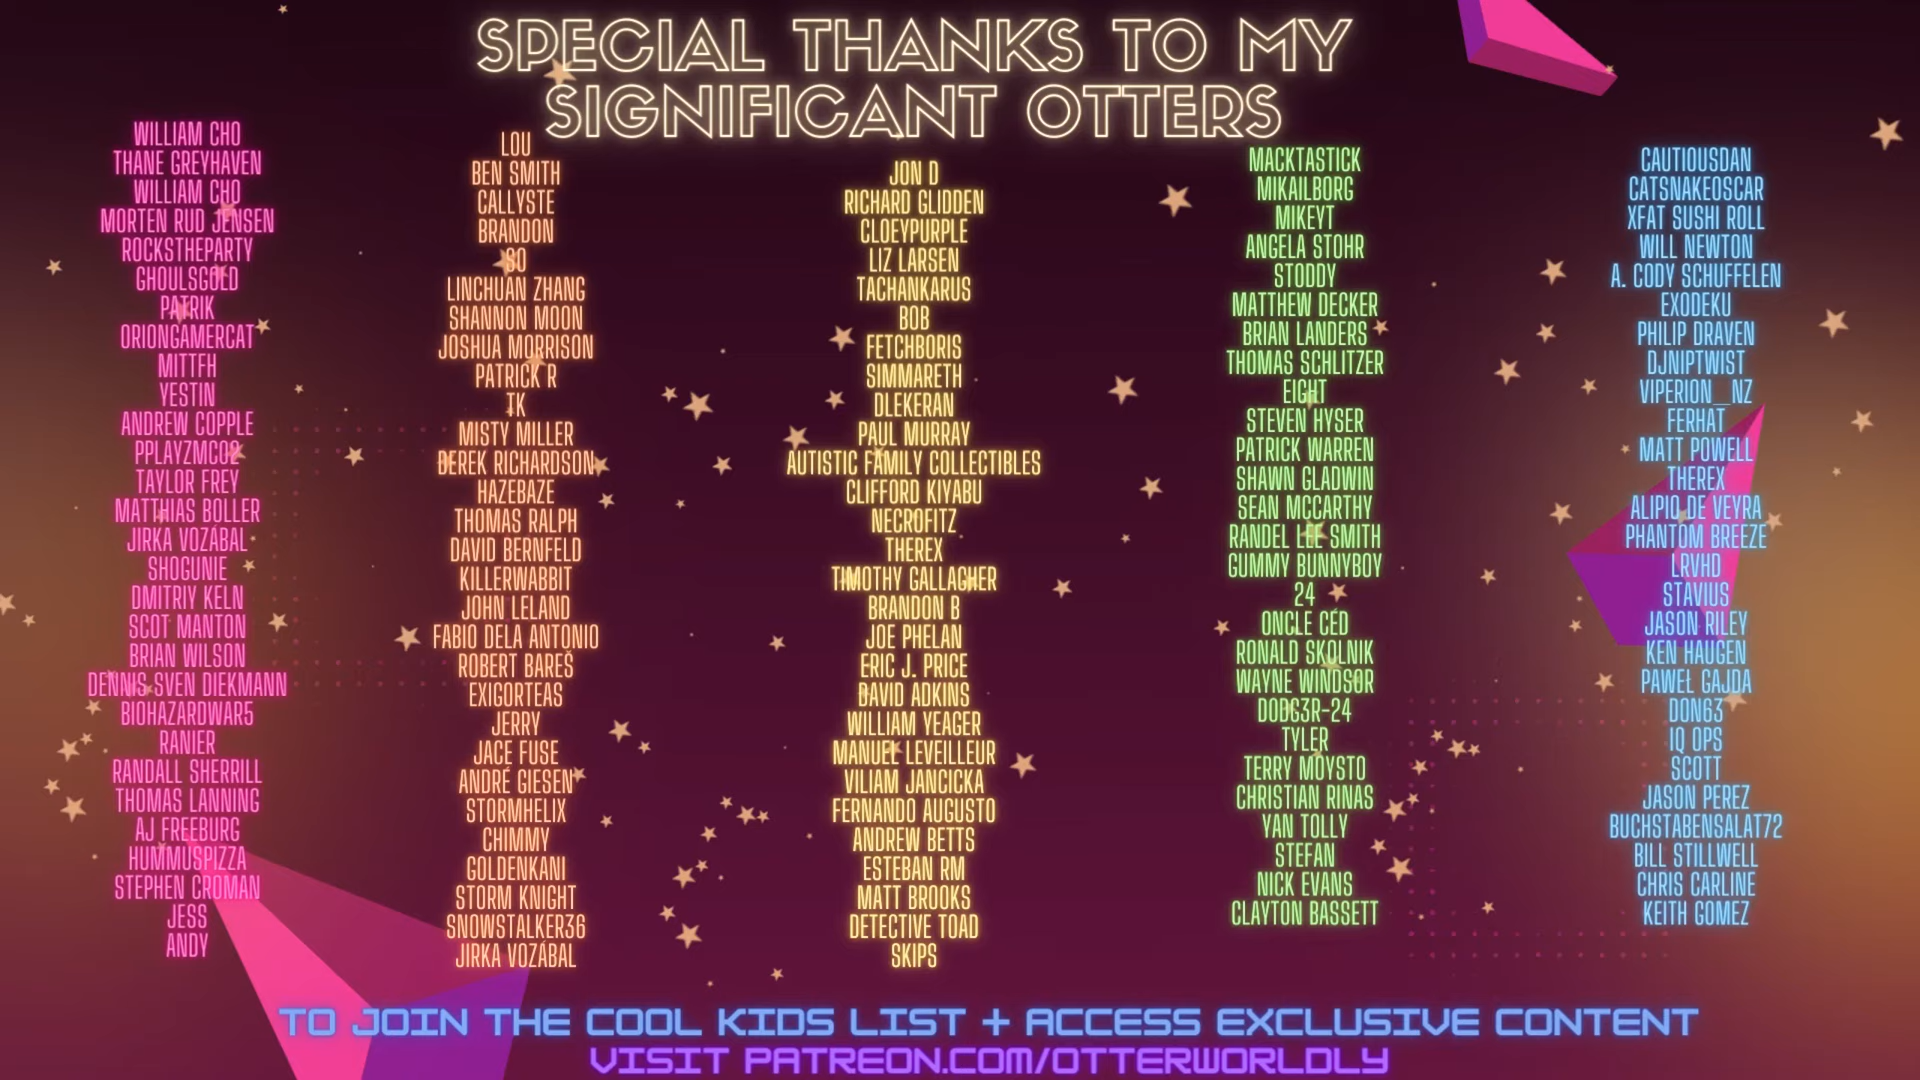 SPECIAL THANKS TO MY
SIGNIFICANT OTTERS
WILLIAM CHO
THANE GREYHAVEN
WILLIAM CHO
MORTEN RUD JENSEN
ROCKSTHEPARTY
GHOULSGOLD
PATRIK
ORIONGAMERCAT
MITTFH
YESTIN
ANDREW COPPLE
PPLAYZMC02
TAYLOR FREY
MATTHIAS BOLLER
JIRKA VOZÁBAL
SHOGUNIE
DMITRIY KELN
SCOT MANTON
BRIAN WILSON
DENNIS-SVEN DIEKMANN
BIOHAZARDWAR5
RANIER
RANDALL SHERRILL
THOMAS LANNING
AJ FREEBURG
HUMMUSPIZZA
STEPHEN CROMAN
JESS
ANDY
LOU
BEN SMITH
CALLYSTE
BRANDON
SO
LINCHUAN ZHANG
SHANNON MOON
JOSHUA MORRISON
PATRICK R
TK
MISTY MILLER
DEREK RICHARDSON
HAZEBAZE
THOMAS RALPH
DAVID BERNFELD
KILLERWABBIT
JOHN LELAND
FABIO DELA ANTONIO
ROBERT BAREŠ
EXIGORTEAS
JERRY
JACE FUSE
ANDRÉ GIESEN
STORMHELIX
CHIMMY
GOLDENKANI
STORM KNIGHT
SNOWSTALKER36
JIRKA VOZÁBAL
JON D
RICHARD GLIDDEN
CLOEYPURPLE
LIZ LARSEN
TACHANKARUS
BOB
FETCHBORIS
SIMMARETH
DLEKERAN
PAUL MURRAY
AUTISTIC FAMILY COLLECTIBLES
CLIFFORD KIYABU
NECROFITZ
THEREX
TIMOTHY GALLAGHER
BRANDON B
JOE PHELAN
ERIC J. PRICE
DAVID ADKINS
WILLIAM YEAGER
MANUEL LEVEILLEUR
VILIAM JANCICKA
FERNANDO AUGUSTO
ANDREW BETTS
ESTEBAN RM
MATT BROOKS
DETECTIVE TOAD
SKIPS
MACKTASTICK
MIKAILBORG
MIKEYT
ANGELA STOHR
STODDY
MATTHEW DECKER
BRIAN LANDERS
THOMAS SCHLITZER
EIGHT
STEVEN HYSER
PATRICK WARREN
SHAWN GLADWIN
SEAN MCCARTHY
RANDEL LEE SMITH
GUMMY BUNNYBOY
24
ONCLE CÉD
RONALD SKOLNIK
WAYNE WINDSOR
DODG3R-24
TYLER
TERRY MOYSTO
CHRISTIAN RINAS
YAN TOLLY
STEFAN
NICK EVANS
CLAYTON BASSETT
CAUTIOUSDAN
CATSNAKEOSCAR
XFAT SUSHI ROLL
WILL NEWTON
A. CODY SCHUFFELEN
EXODEKU
PHILIP DRAVEN
DJNIPTWIST
VIPERION_NZ
FERHAT
MATT POWELL
THEREX
ALIPIO DE VEYRA
PHANTOM BREEZE
LRVHD
STAVIUS
JASON RILEY
KEN HAUGEN
PAWEŁ GAJDA
DON63
IQ OPS
SCOTT
JASON PEREZ
BUCHSTABENSALAT72
BILL STILLWELL
CHRIS CARLINE
KEITH GOMEZ
TO JOIN THE COOL KIDS LIST + ACCESS EXCLUSIVE CONTENT
VISIT PATREON.COM/OTTERWORLDLY